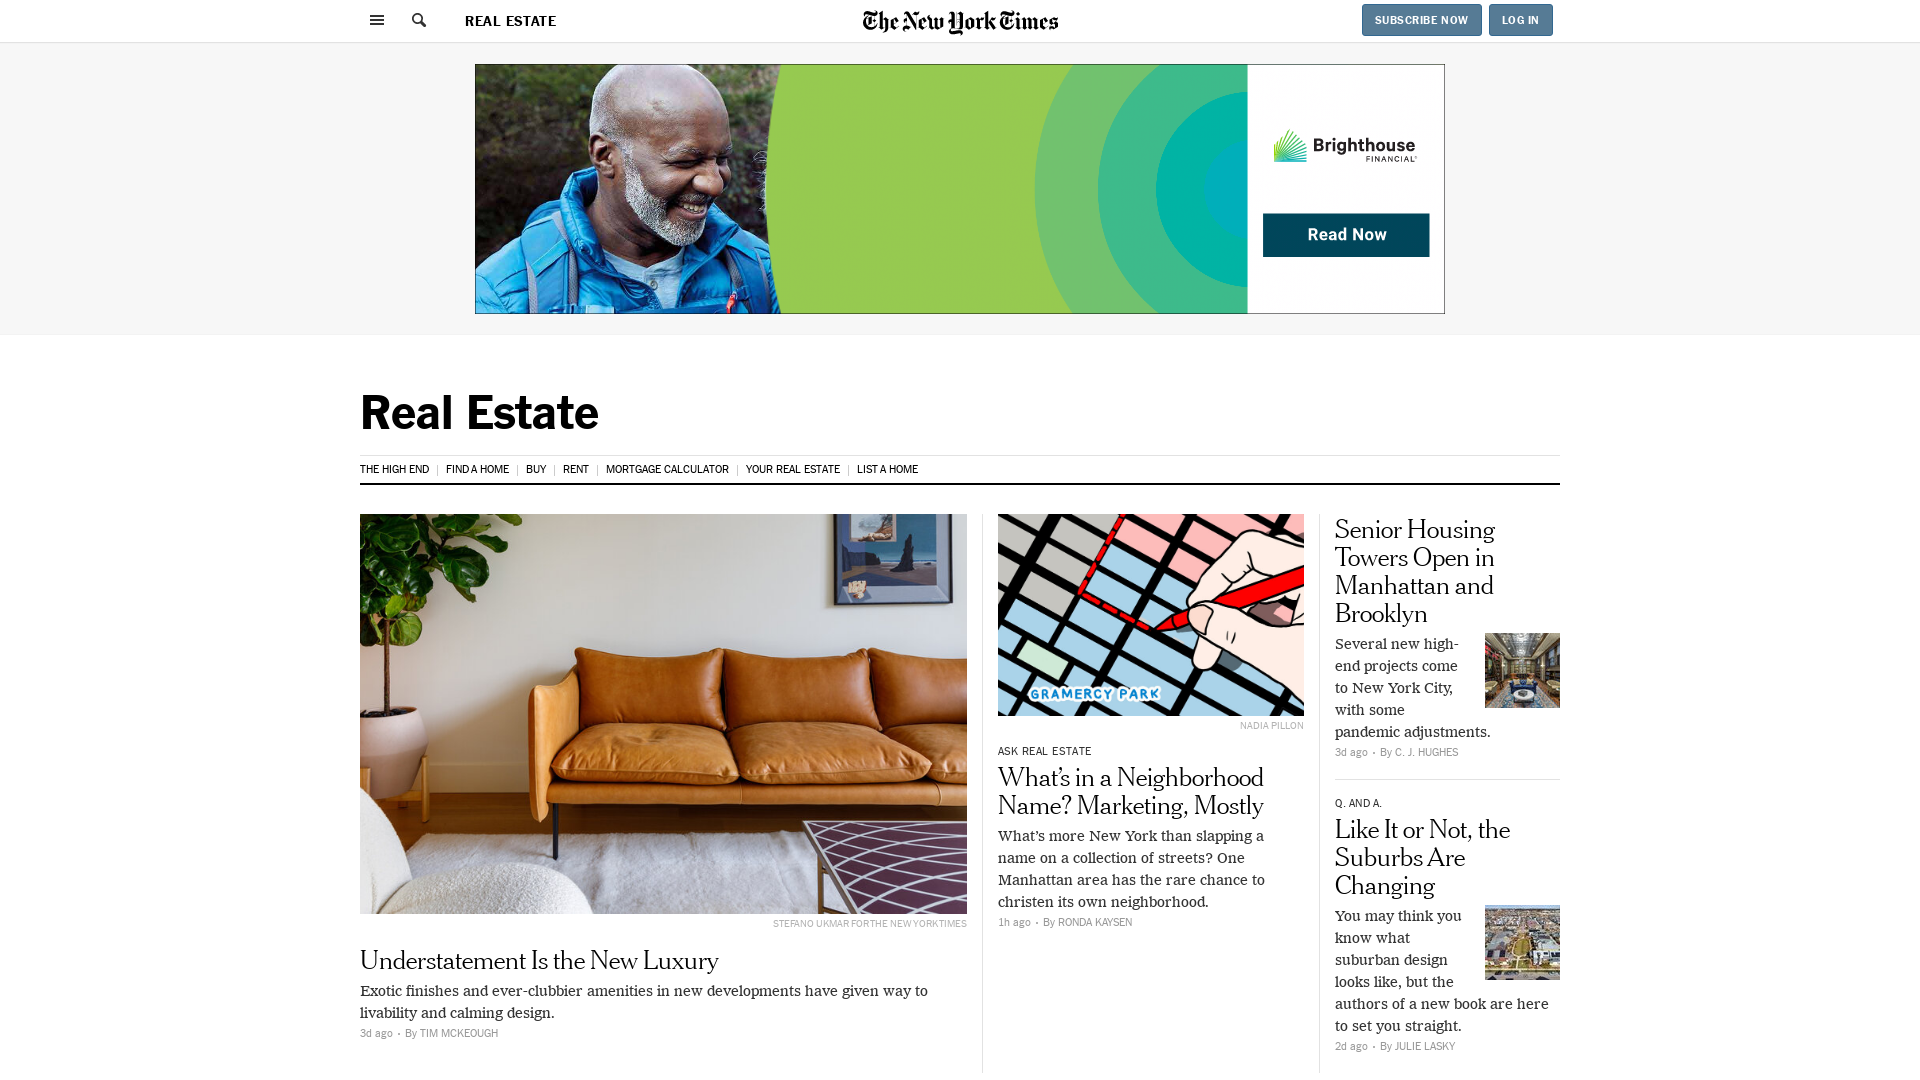 REAL ESTATE
The New York Times
SUBSCRIBE NOW
LOG IN
Brighthouse
FINANCIAL®
Read Now
Real Estate
THE HIGH END
FIND A HOME
BUY
RENT
MORTGAGE CALCULATOR
YOUR REAL ESTATE
LIST A HOME
STEFANO UKMAR FOR THE NEW YORK TIMES
Understatement Is the New Luxury
Exotic finishes and ever-clubbier amenities in new developments have given way to
livability and calming design.
3d ago • By TIM MCKEOUGH
GRAMERCY PARK
NADIA PILLON
ASK REAL ESTATE
What’s in a Neighborhood
Name? Marketing, Mostly
What’s more New York than slapping a
name on a collection of streets? One
Manhattan area has the rare chance to
christen its own neighborhood.
1h ago • By RONDA KAYSEN
Senior Housing
Towers Open in
Manhattan and
Brooklyn
Several new high-
end projects come
to New York City,
with some
pandemic adjustments.
3d ago • By C. J. HUGHES
Q. AND A.
Like It or Not, the
Suburbs Are
Changing
You may think you
know what
suburban design
looks like, but the
authors of a new book are here
to set you straight.
2d ago • By JULIE LASKY